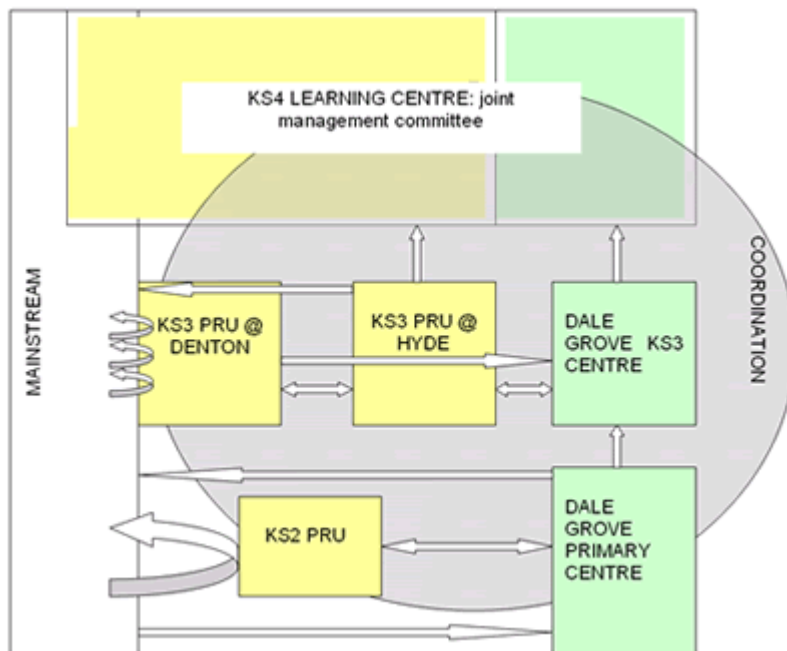 KS4 LEARNING CENTRE: joint
management committee
MAINSTREAM
COORDINATION
KS3 PRU @
DENTON
KS3 PRU @
HYDE
DALE
GROVE KS3
CENTRE
KS2 PRU
DALE
GROVE
PRIMARY
CENTRE